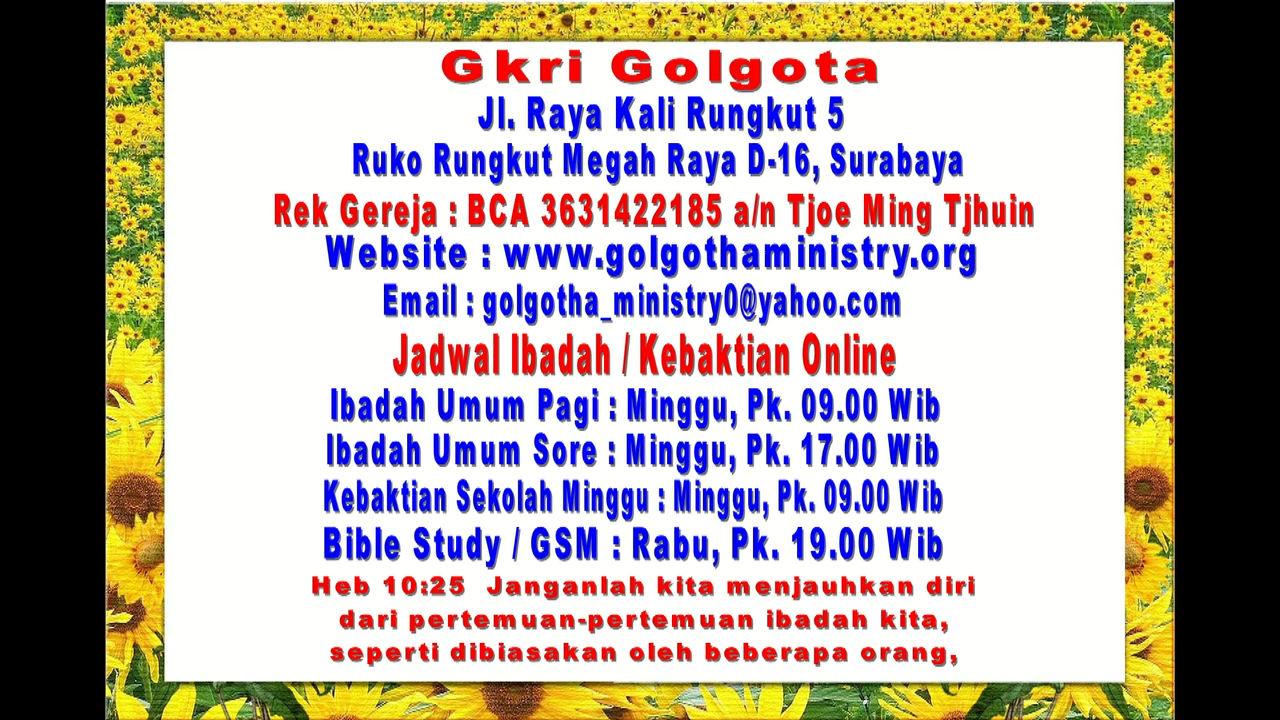 Gkri Golgota
Jl. Raya Kali Rungkut 5
Ruko Rungkut Megah Raya D-16, Surabaya
Rek Gereja : BCA 3631422185 a/n Tjoe Ming Tjhuin
Website : www.golgothaministry.org
Email : golgotha_ministry0@yahoo.com
Jadwal Ibadah / Kebaktian Online
Ibadah Umum Pagi : Minggu, Pk. 09.00 Wib
Ibadah Umum Sore : Minggu, Pk. 17.00 Wib
Kebaktian Sekolah Minggu : Minggu, Pk. 09.00 Wib
Bible Study / GSM : Rabu, Pk. 19.00 Wib
Heb 10:25 Janganlah kita menjauhkan diri
dari pertemuan-pertemuan ibadah kita,
seperti dibiasakan oleh beberapa orang,